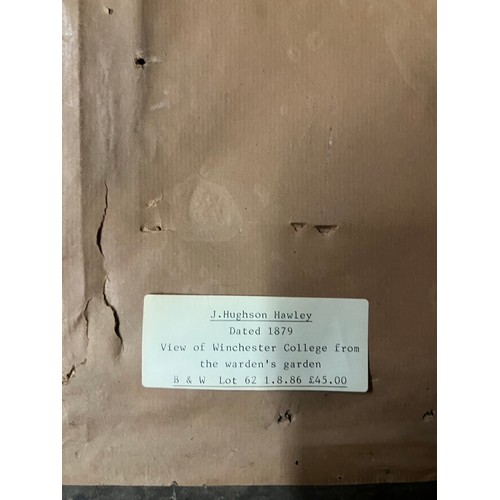 J.Hughson Hawley
Dated 1879
View of Winchester College from
the warden's garden
B & W Lot 62 1.8.86 £45.00